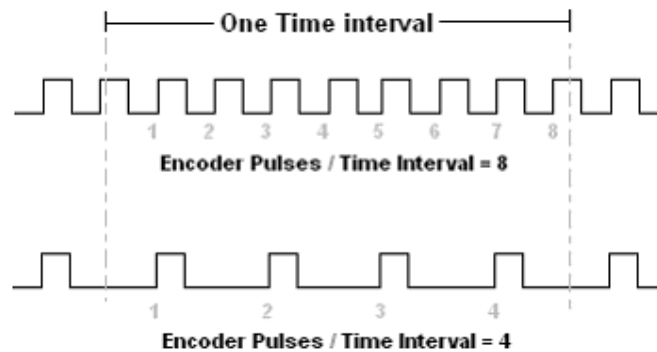 One Time interval
1 2 3 4 5 6 7 8
Encoder Pulses / Time Interval = 8
1 2 3 4
Encoder Pulses / Time Interval = 4